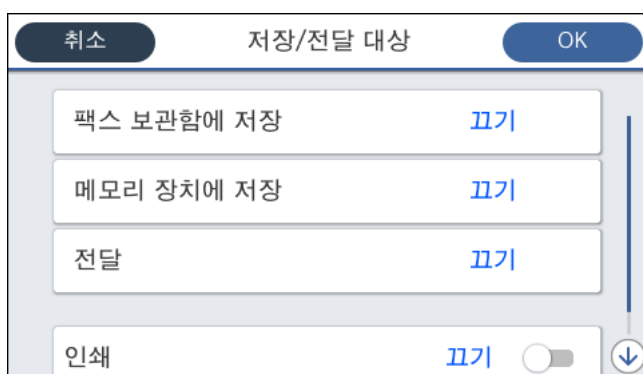 취소 저장/전달 대상 OK
팩스 보관함에 저장 끄기
메모리 장치에 저장 끄기
전달 끄기
인쇄 끄기